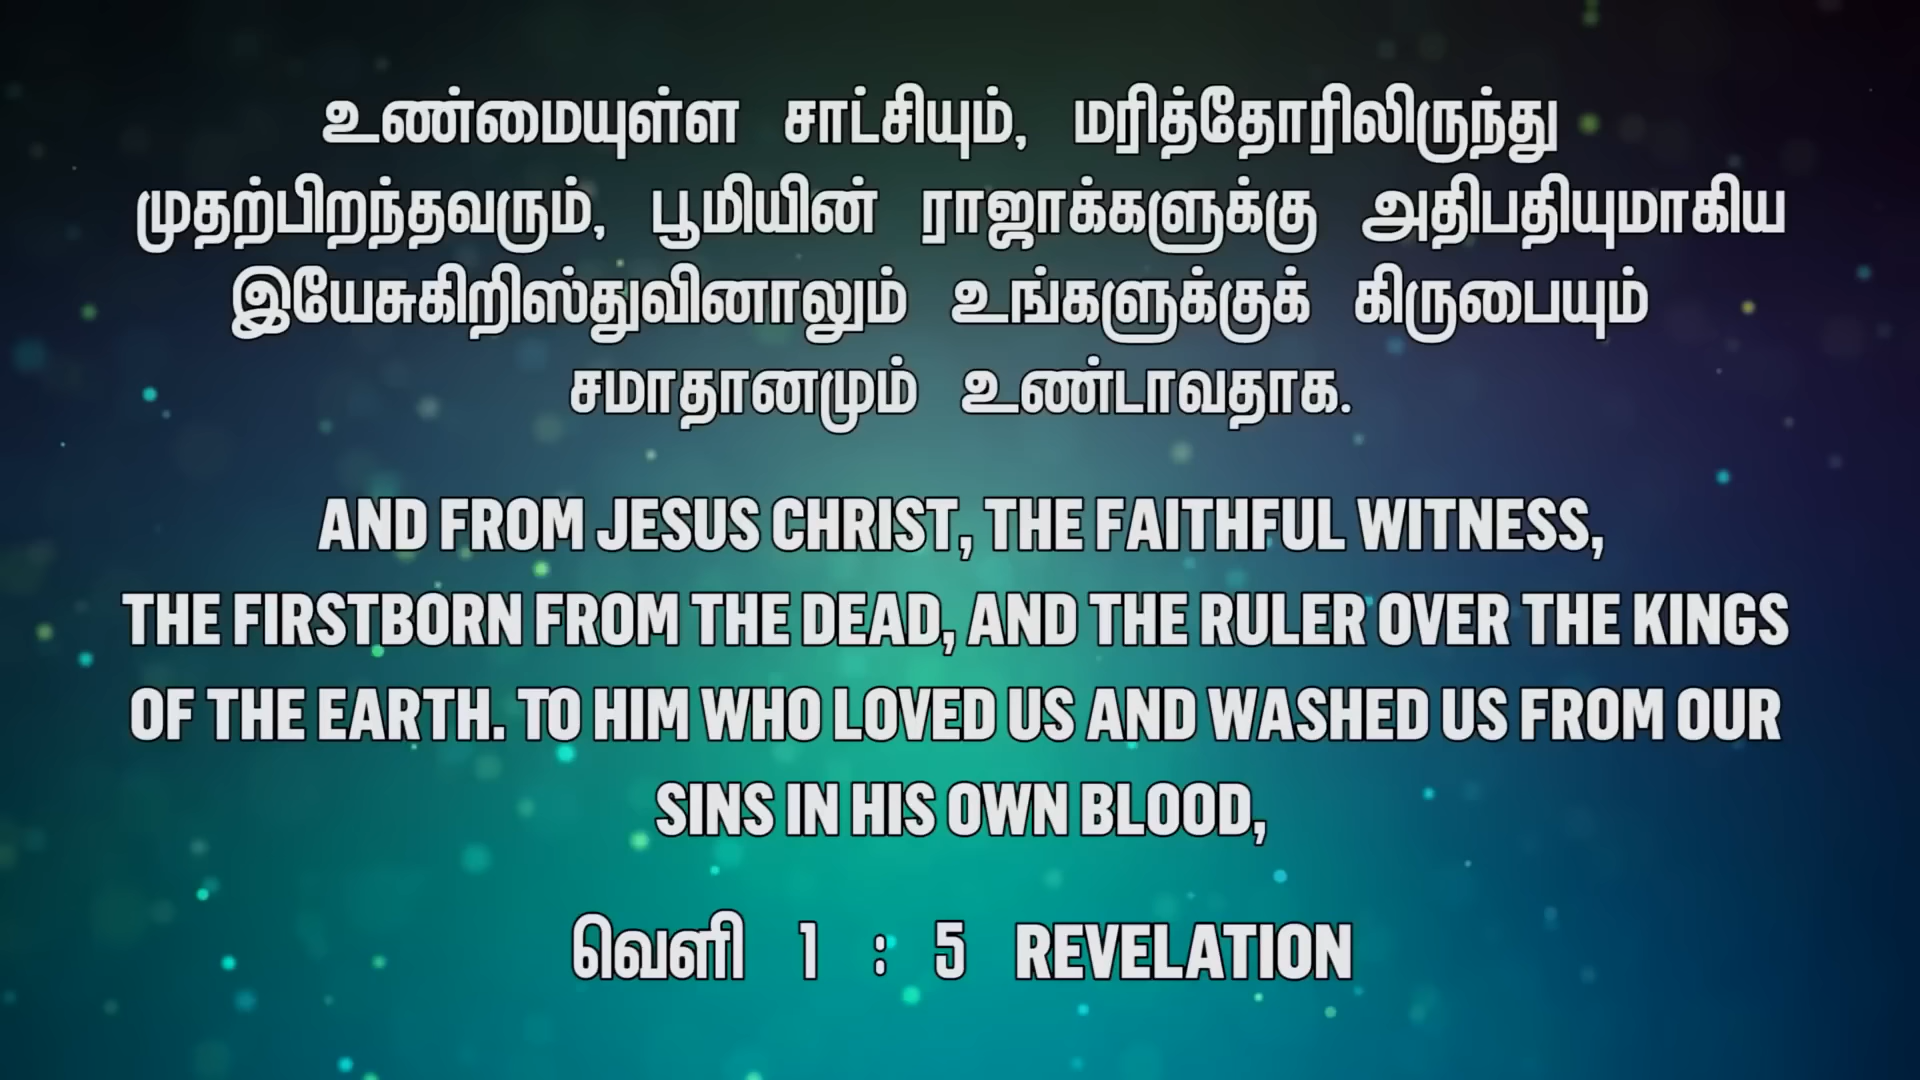 உண்மையுள்ள சாட்சியும், மரித்தோரிலிருந்து
முதற்பிறந்தவரும், பூமியின் ராஜாக்களுக்கு அதிபதியுமாகிய
இயேசுகிறிஸ்துவினாலும் உங்களுக்குக் கிருபையும்
சமாதானமும் உண்டாவதாக.
AND FROM JESUS CHRIST, THE FAITHFUL WITNESS,
THE FIRSTBORN FROM THE DEAD, AND THE RULER OVER THE KINGS
OF THE EARTH. TO HIM WHO LOVED US AND WASHED US FROM OUR
SINS IN HIS OWN BLOOD,
வெளி 1 : 5 REVELATION